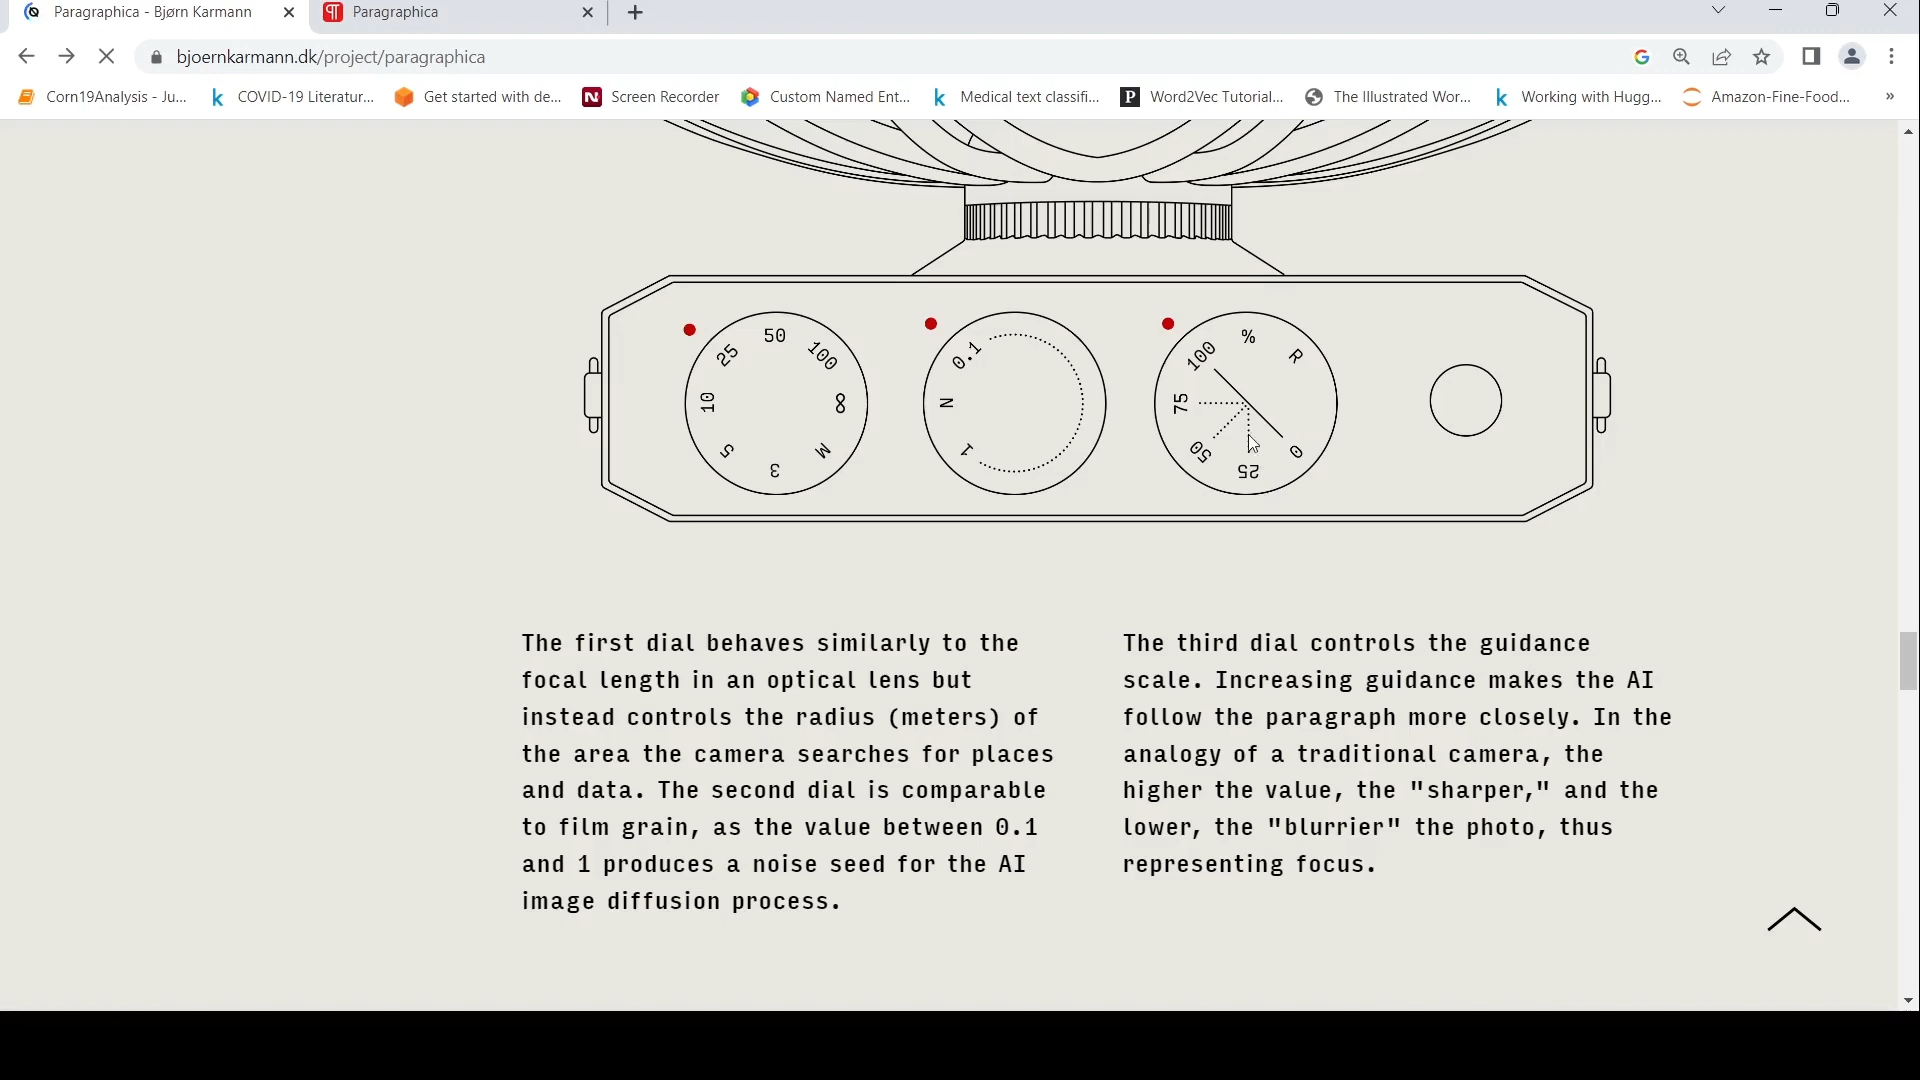 Paragraphica - Bjørn Karmann
Paragraphica
bjoernkarmann.dk/project/paragraphica
Corn19Analysis - Ju...
COVID-19 Literatur...
Get started with de...
Screen Recorder
Custom Named Ent...
Medical text classifi...
Word2Vec Tutorial...
The Illustrated Wor...
Working with Hugg...
Amazon-Fine-Food...
»
3 5 10 25 50 100 ∞ M
0.1 N 1
% R 100 75 50 25 0
The first dial behaves similarly to the
focal length in an optical lens but
instead controls the radius (meters) of
the area the camera searches for places
and data. The second dial is comparable
to film grain, as the value between 0.1
and 1 produces a noise seed for the AI
image diffusion process.
The third dial controls the guidance
scale. Increasing guidance makes the AI
follow the paragraph more closely. In the
analogy of a traditional camera, the
higher the value, the "sharper," and the
lower, the "blurrier" the photo, thus
representing focus.